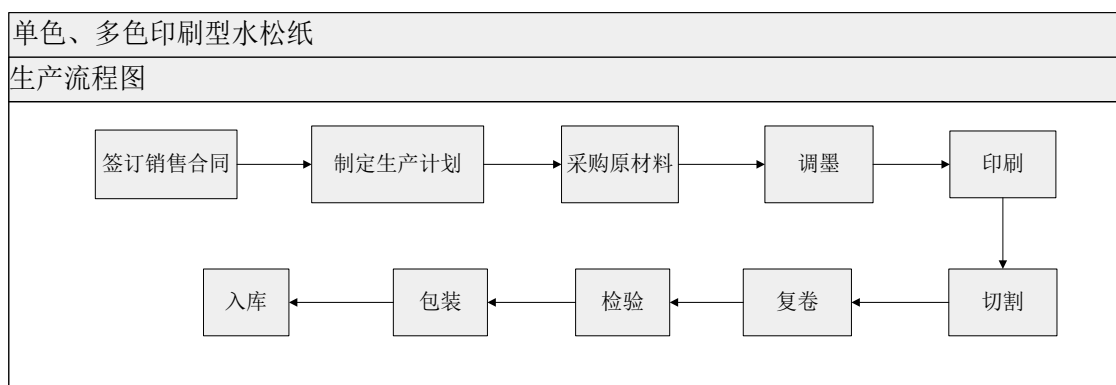 单色、多色印刷型水松纸
生产流程图
签订销售合同
制定生产计划
采购原材料
调墨
印刷
切割
复卷
检验
包装
入库